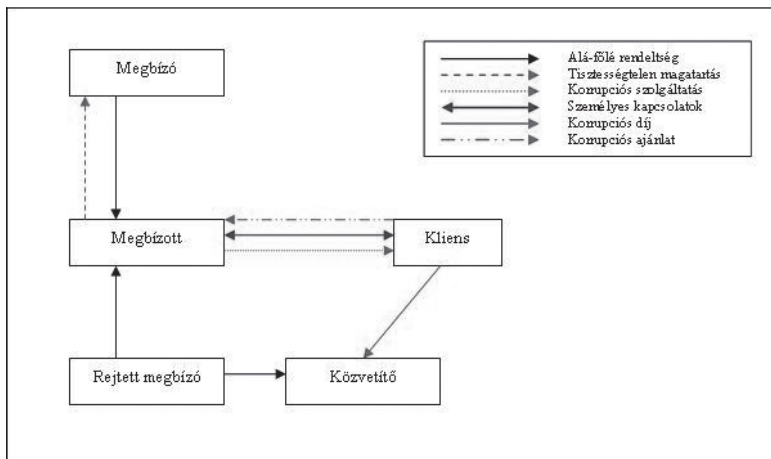 Megbízó
Alá-fölé rendeltség
Tisztességtelen magatartás
Korrupciós szolgáltatás
Személyes kapcsolatok
Korrupciós díj
Korrupciós ajánlat
Megbízott
Kliens
Rejtett megbízó
Közvetítő